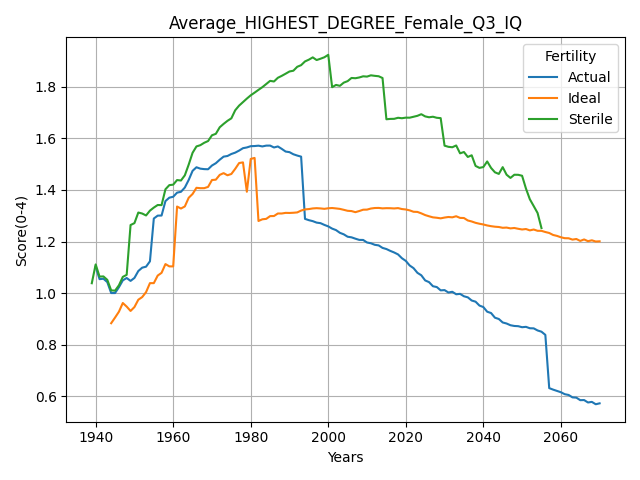 Average_HIGHEST_DEGREE_Female_Q3_IQ
Fertility
Actual
Ideal
Sterile
Score(0-4)
1.8
1.6
1.4
1.2
1.0
0.8
0.6
1940 1960 1980 2000 2020 2040 2060
Years